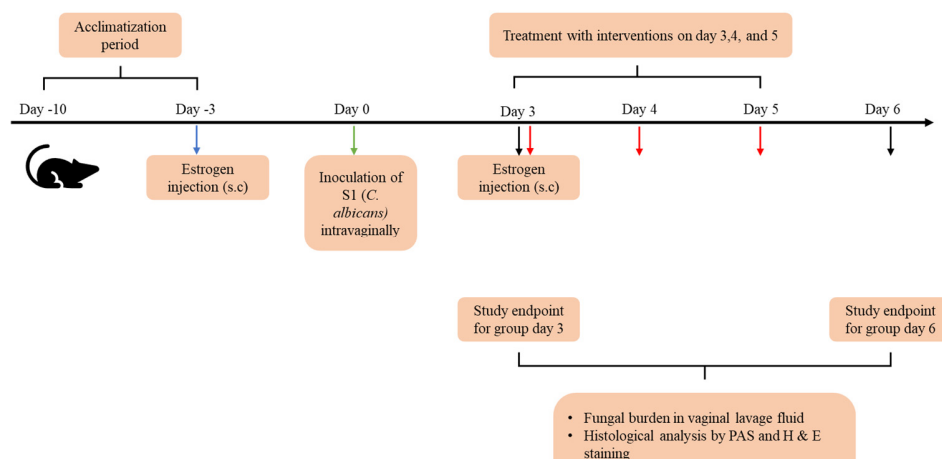 Acclimatization
period
Treatment with interventions on day 3,4, and 5
Day -10
Day -3
Day 0
Day 3
Day 4
Day 5
Day 6
Estrogen
injection (s.c)
Inoculation of
S1 (C.
albicans)
intravaginally
Estrogen
injection (s.c)
Study endpoint
for group day 3
Study endpoint
for group day 6
• Fungal burden in vaginal lavage fluid
• Histological analysis by PAS and H & E
staining